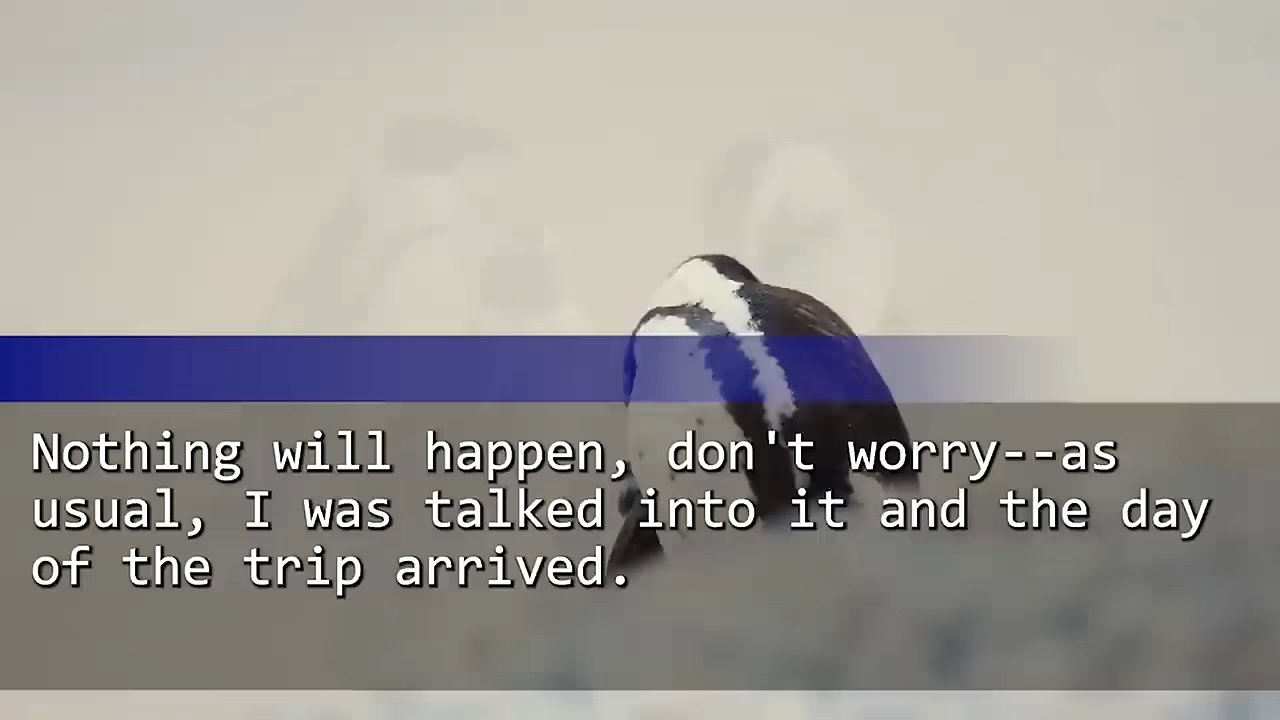 Nothing will happen, don't worry--as
usual, I was talked into it and the day
of the trip arrived.